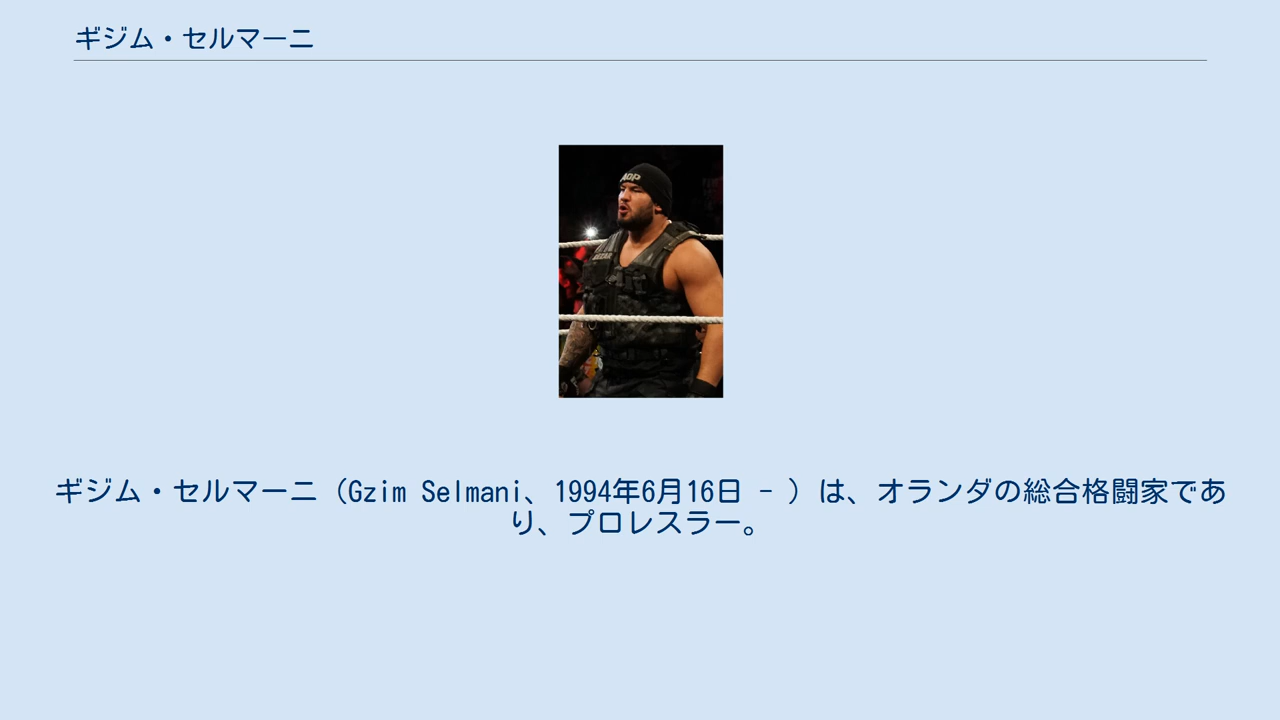 ギジム・セルマーニ
AOP
ギジム・セルマーニ（Gzim Selmani、1994年6月16日 - ）は、オランダの総合格闘家であ
り、プロレスラー。